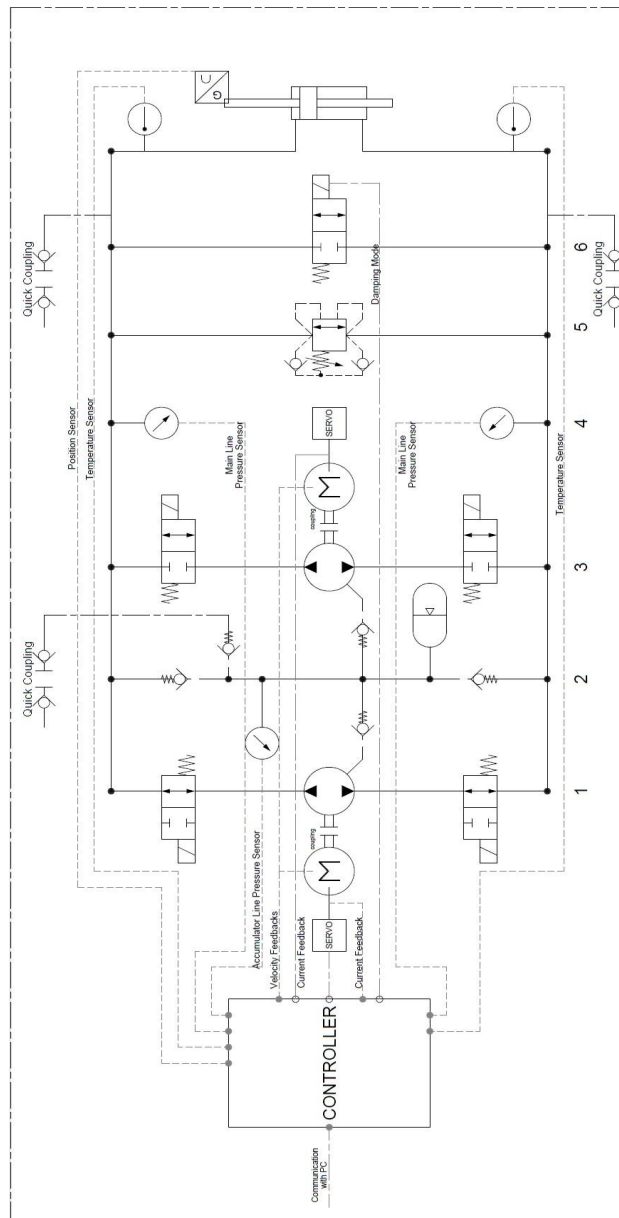 Quick Coupling
Quick Coupling
Position Sensor
Temperature Sensor
Main Line
Pressure Sensor
Accumulator Line Pressure Sensor
Velocity Feedbacks
Current Feedback
Communication
with PC
CONTROLLER
SERVO
M
coupling
coupling
M
SERVO
Current Feedback
Damping Mode
U
G
Main Line
Pressure Sensor
Temperature Sensor
1
2
3
4
5
6
Quick Coupling